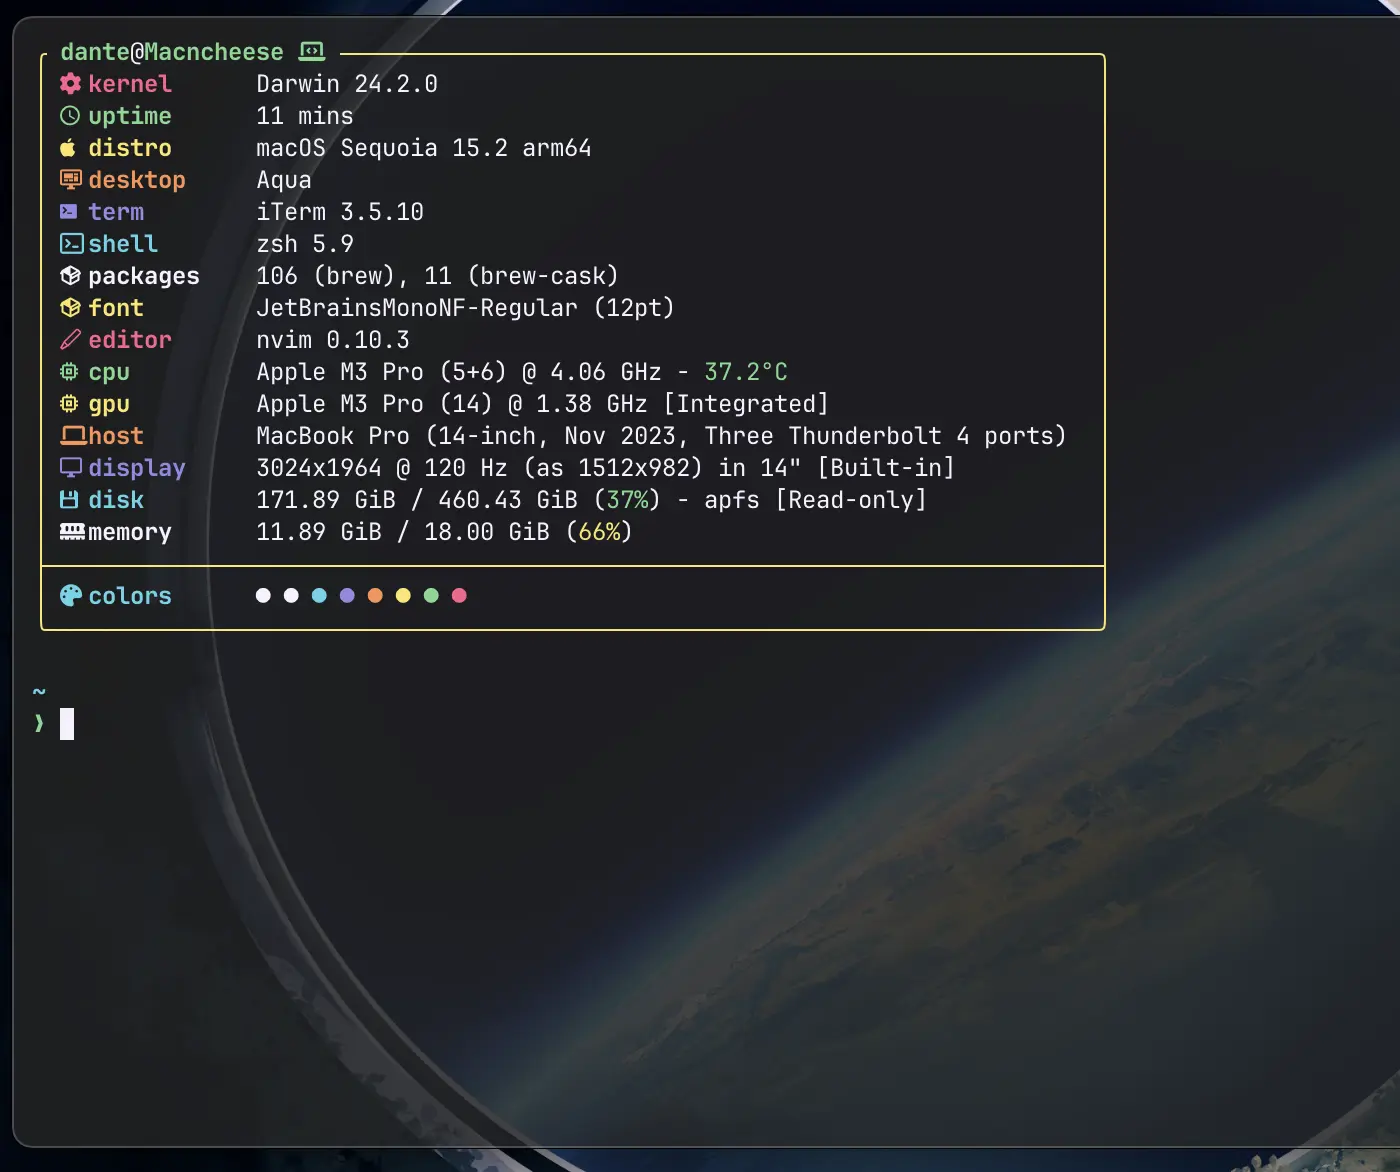 dante@Macncheese
kernel Darwin 24.2.0
uptime 11 mins
distro macOS Sequoia 15.2 arm64
desktop Aqua
term iTerm 3.5.10
shell zsh 5.9
packages 106 (brew), 11 (brew-cask)
font JetBrainsMonoNF-Regular (12pt)
editor nvim 0.10.3
cpu Apple M3 Pro (5+6) @ 4.06 GHz - 37.2°C
gpu Apple M3 Pro (14) @ 1.38 GHz [Integrated]
host MacBook Pro (14-inch, Nov 2023, Three Thunderbolt 4 ports)
display 3024x1964 @ 120 Hz (as 1512x982) in 14" [Built-in]
disk 171.89 GiB / 460.43 GiB (37%) - apfs [Read-only]
memory 11.89 GiB / 18.00 GiB (66%)
colors
~
❯